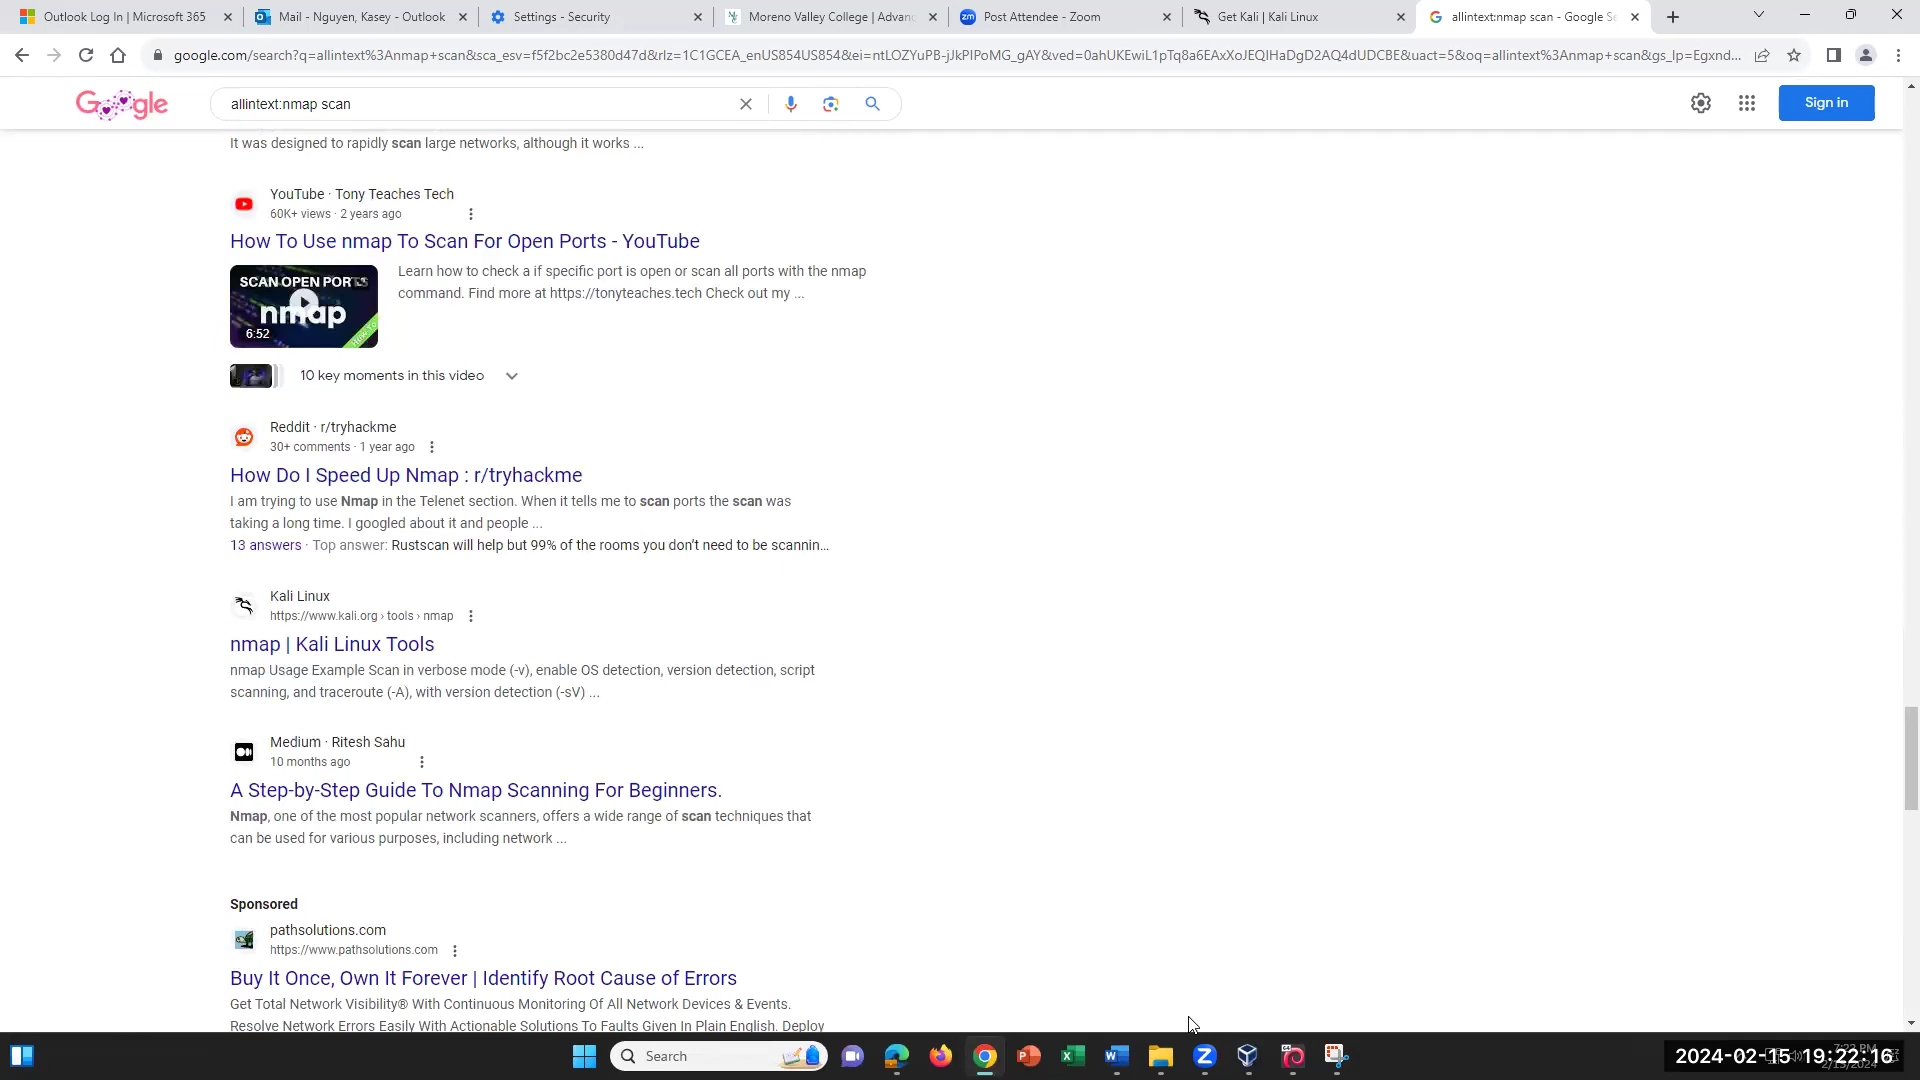 Outlook Log In | Microsoft 365
Mail - Nguyen, Kasey - Outlook
Settings - Security
Moreno Valley College | Advanc
Post Attendee - Zoom
Get Kali | Kali Linux
allintext:nmap scan - Google Se
google.com/search?q=allintext%3Anmap+scan&sca_esv=f5f2bc2e5380d47d&rlz=1C1GCEA_enUS854US854&ei=ntLOZYuPB-jJkPIPoMG_gAY&ved=0ahUKEwiL1pTq8a6EAxXoJEQIHaDgD2AQ4dUDCBE&uact=5&oq=allintext%3Anmap+scan&gs_lp=Egxnd...
Google
allintext:nmap scan
Sign in
It was designed to rapidly scan large networks, although it works ...
YouTube · Tony Teaches Tech
60K+ views · 2 years ago
How To Use nmap To Scan For Open Ports - YouTube
SCAN OPEN PORTS
nmap
How To
6:52
Learn how to check a if specific port is open or scan all ports with the nmap
command. Find more at https://tonyteaches.tech Check out my ...
10 key moments in this video
Reddit · r/tryhackme
30+ comments · 1 year ago
How Do I Speed Up Nmap : r/tryhackme
I am trying to use Nmap in the Telenet section. When it tells me to scan ports the scan was
taking a long time. I googled about it and people ...
13 answers · Top answer: Rustscan will help but 99% of the rooms you don't need to be scannin...
Kali Linux
https://www.kali.org › tools › nmap
nmap | Kali Linux Tools
nmap Usage Example Scan in verbose mode (-v), enable OS detection, version detection, script
scanning, and traceroute (-A), with version detection (-sV) ...
Medium · Ritesh Sahu
10 months ago
A Step-by-Step Guide To Nmap Scanning For Beginners.
Nmap, one of the most popular network scanners, offers a wide range of scan techniques that
can be used for various purposes, including network ...
Sponsored
pathsolutions.com
https://www.pathsolutions.com
Buy It Once, Own It Forever | Identify Root Cause of Errors
Get Total Network Visibility® With Continuous Monitoring Of All Network Devices & Events.
Resolve Network Errors Easily With Actionable Solutions To Faults Given In Plain English. Deploy
Search
2024-02-15 19:22:16